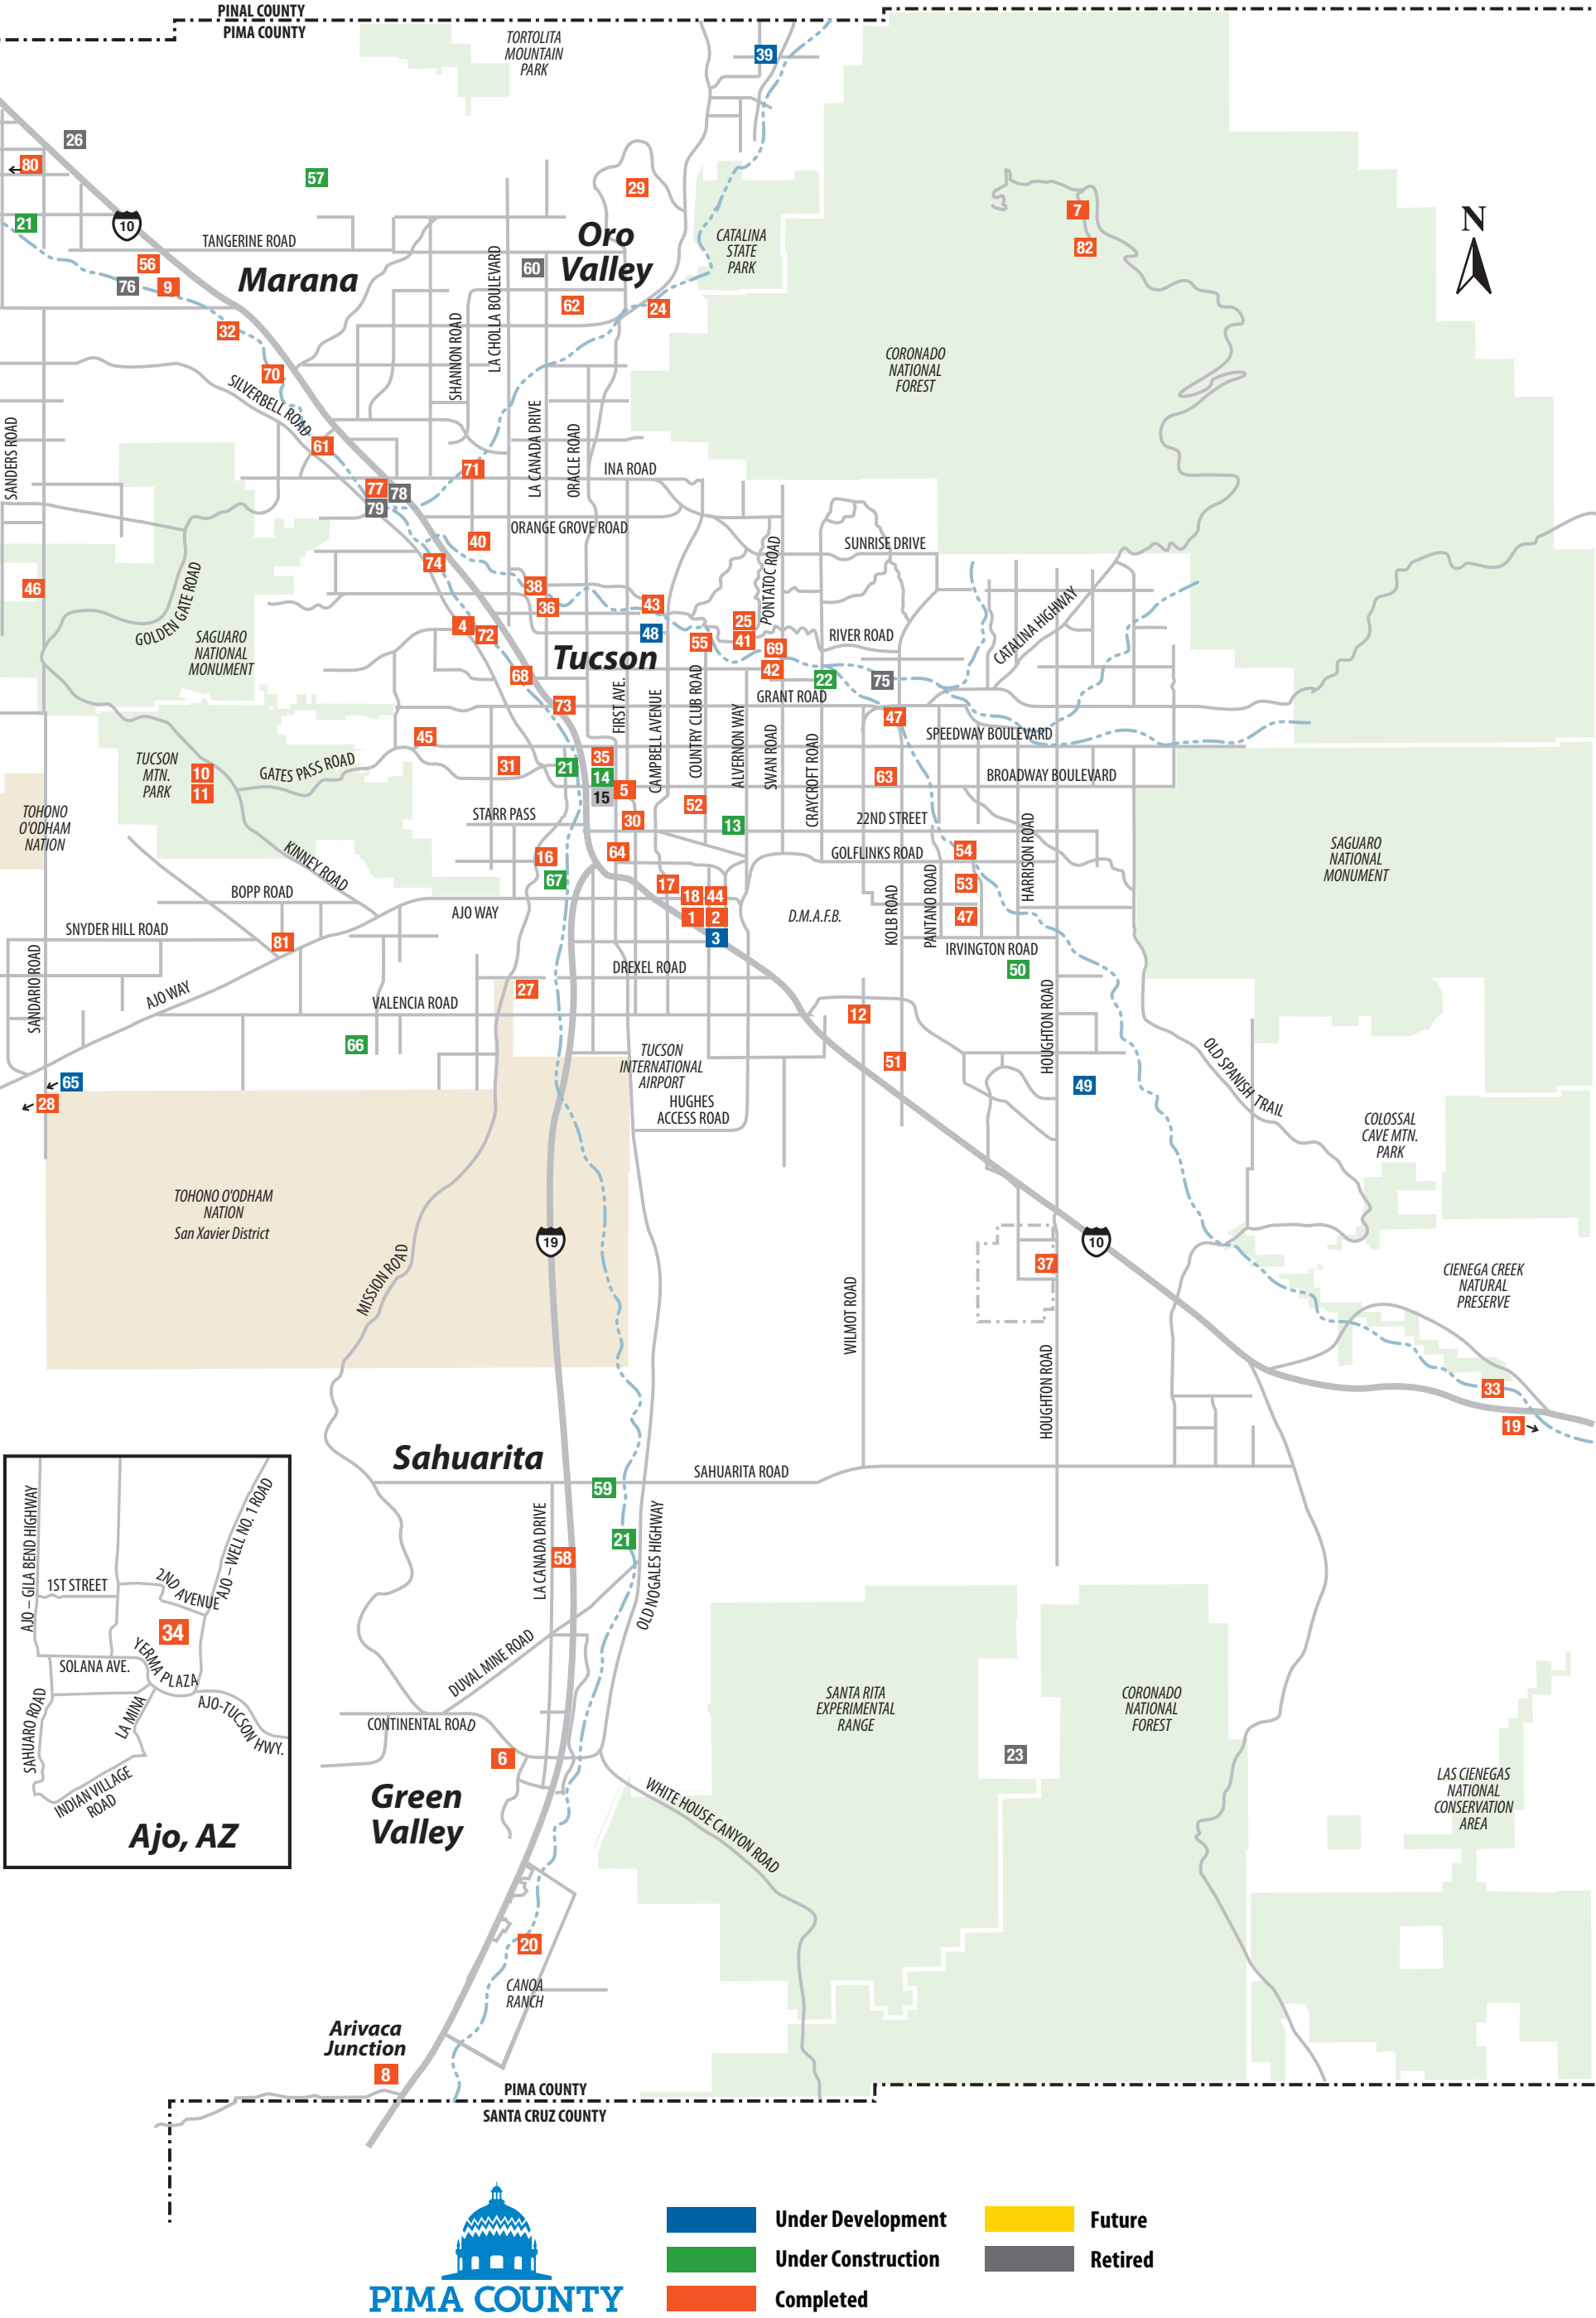 PINAL COUNTY
PIMA COUNTY
TORTOLITA
MOUNTAIN
PARK
39
26
80
57
29
7
21
10
82
TANGERINE ROAD
Oro
Valley
CATALINA
STATE
PARK
N
56
76
9
Marana
60
62
24
32
LA CHOLLA BOULEVARD
SHANNON ROAD
70
SILVERBELL ROAD
CORONADO
NATIONAL
FOREST
SANDERS ROAD
61
LA CANADA DRIVE
ORACLE ROAD
71
INA ROAD
77
78
79
ORANGE GROVE ROAD
40
SUNRISE DRIVE
74
PONTATOC ROAD
46
GOLDEN GATE ROAD
38
36
43
25
CATALINA HIGHWAY
SAGUARO
NATIONAL
MONUMENT
4
72
48
55
41
69
RIVER ROAD
Tucson
68
42
22
75
GRANT ROAD
73
FIRST AVE.
CAMPBELL AVENUE
COUNTRY CLUB ROAD
ALVERNON WAY
SWAN ROAD
CRAYCROFT ROAD
47
SPEEDWAY BOULEVARD
45
TUCSON
MTN.
PARK
10
11
GATES PASS ROAD
31
21
35
14
15
5
63
BROADWAY BOULEVARD
52
TOHONO
O'ODHAM
NATION
STARR PASS
30
13
22ND STREET
KINNEY ROAD
16
64
GOLFLINKS ROAD
54
HARRISON ROAD
SAGUARO
NATIONAL
MONUMENT
67
17
18
44
53
BOPP ROAD
AJO WAY
1
2
D.M.A.F.B.
KOLB ROAD
PANTANO ROAD
47
SNYDER HILL ROAD
81
3
IRVINGTON ROAD
SANDARIO ROAD
AJO WAY
DREXEL ROAD
50
27
VALENCIA ROAD
12
HOUGHTON ROAD
66
TUCSON
INTERNATIONAL
AIRPORT
51
OLD SPANISH TRAIL
65
28
49
HUGHES
ACCESS ROAD
COLOSSAL
CAVE MTN.
PARK
TOHONO O'ODHAM
NATION
San Xavier District
19
10
MISSION ROAD
37
CIENEGA CREEK
NATURAL
PRESERVE
WILMOT ROAD
HOUGHTON ROAD
33
19
Sahuarita
SAHUARITA ROAD
59
21
LA CANADA DRIVE
58
OLD NOGALES HIGHWAY
AJO – GILA BEND HIGHWAY
AJO – WELL NO. 1 ROAD
1ST STREET
2ND AVENUE
34
YERMA PLAZA
SOLANA AVE.
SAHUARO ROAD
LA MINA
AJO-TUCSON HWY.
INDIAN VILLAGE
ROAD
Ajo, AZ
DUVAL MINE ROAD
CONTINENTAL ROAD
6
Green
Valley
SANTA RITA
EXPERIMENTAL
RANGE
CORONADO
NATIONAL
FOREST
23
WHITE HOUSE CANYON ROAD
LAS CIENEGAS
NATIONAL
CONSERVATION
AREA
20
CANOA
RANCH
Arivaca
Junction
8
PIMA COUNTY
SANTA CRUZ COUNTY
PIMA COUNTY
Under Development
Under Construction
Completed
Future
Retired